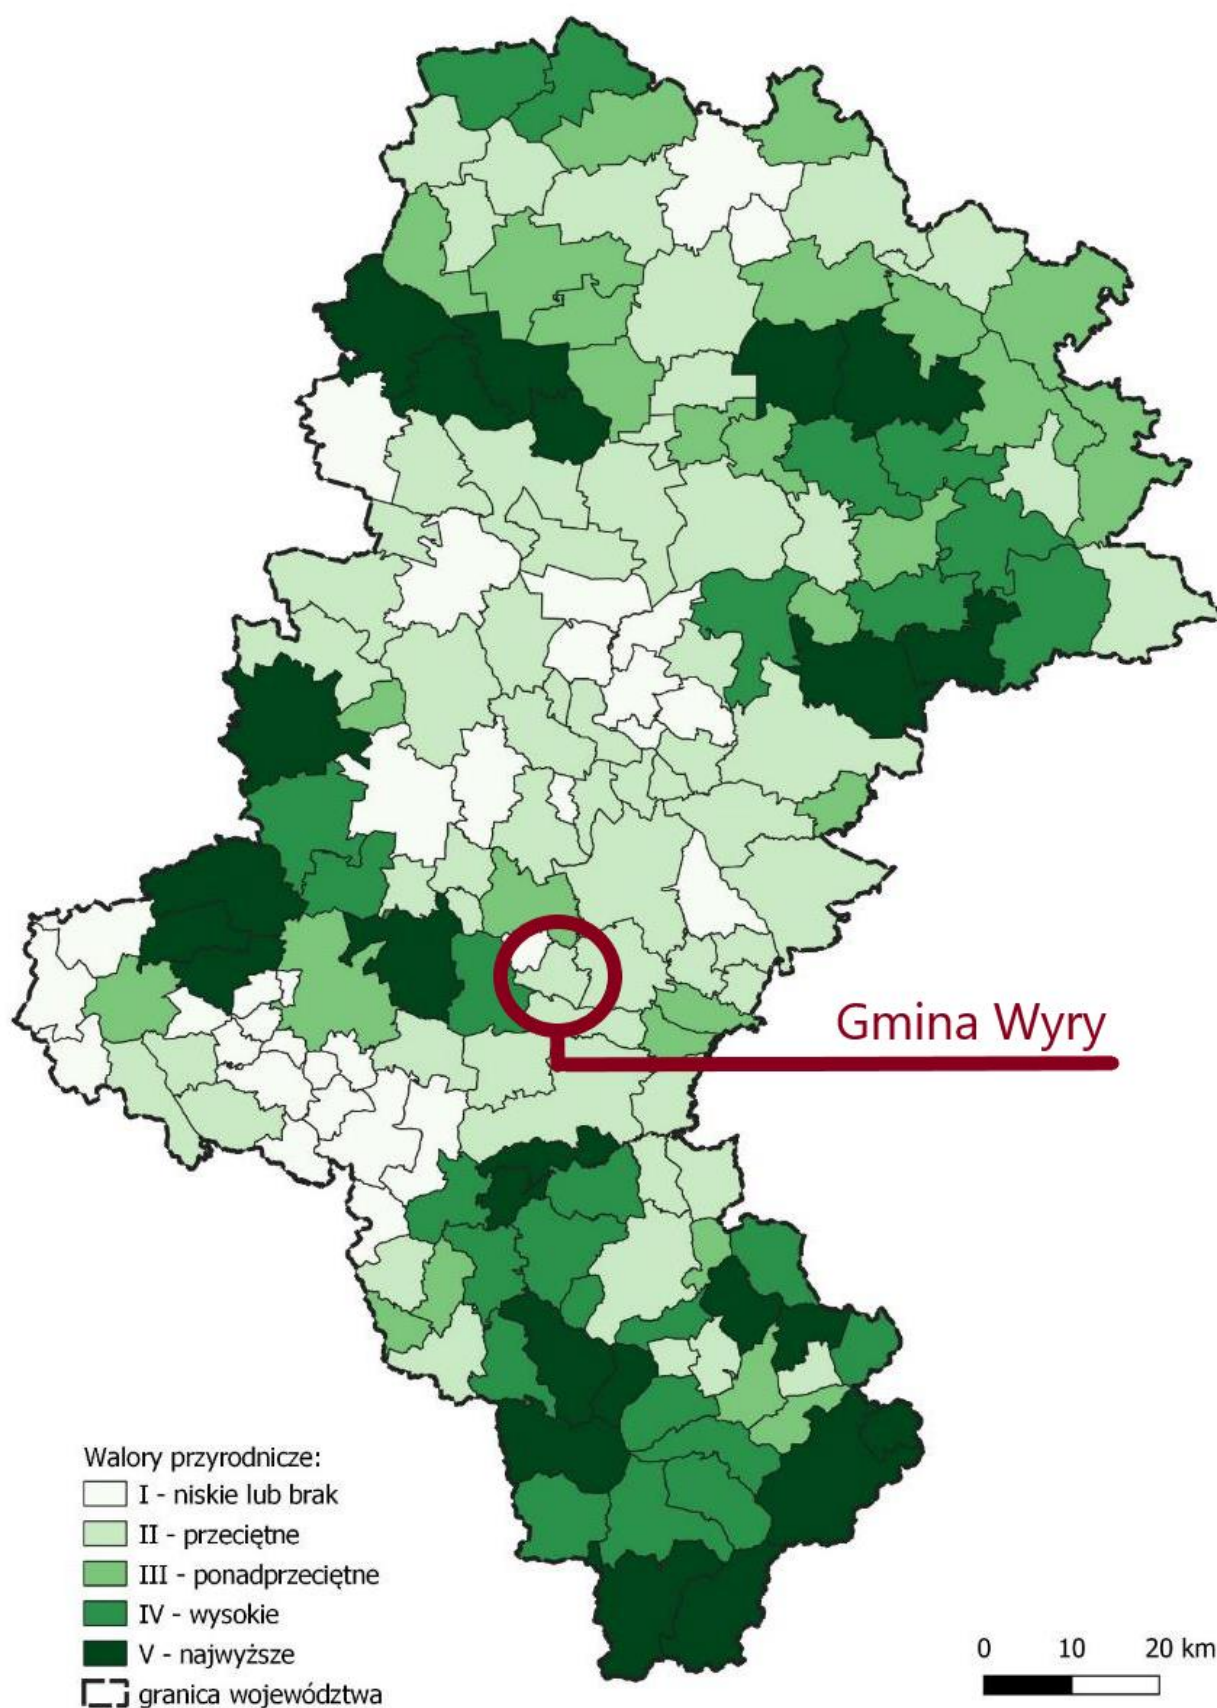 Gmina Wyry
Walory przyrodnicze:
I - niskie lub brak
II - przeciętne
III - ponadprzeciętne
IV - wysokie
V - najwyższe
granica województwa
0 10 20 km